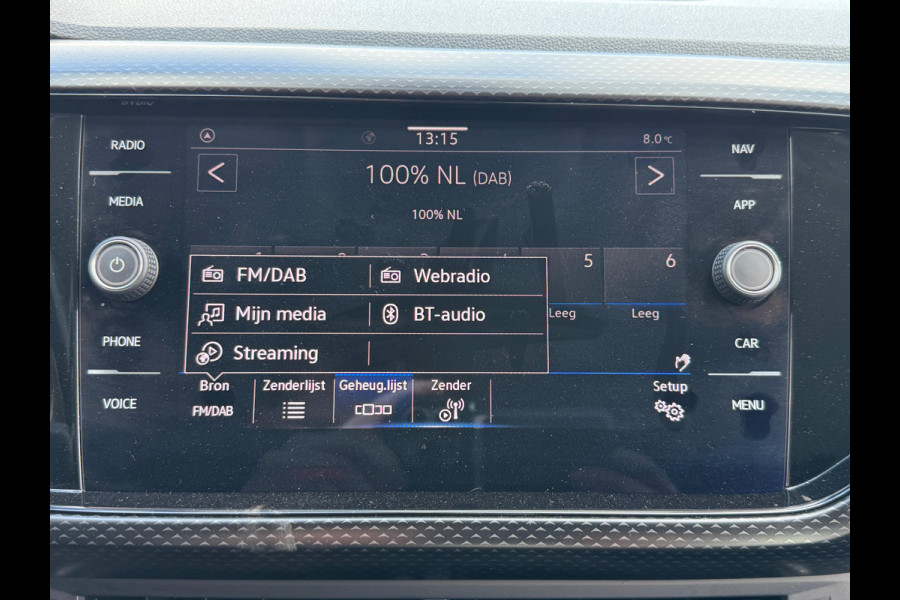 RADIO
MEDIA
PHONE
VOICE
13:15
8.0°C
<
100% NL (DAB)
>
100% NL
5
6
Leeg
Leeg
FM/DAB
Webradio
Mijn media
BT-audio
Streaming
Bron
FM/DAB
Zenderlijst
Geheug.lijst
Zender
Setup
NAV
APP
CAR
MENU